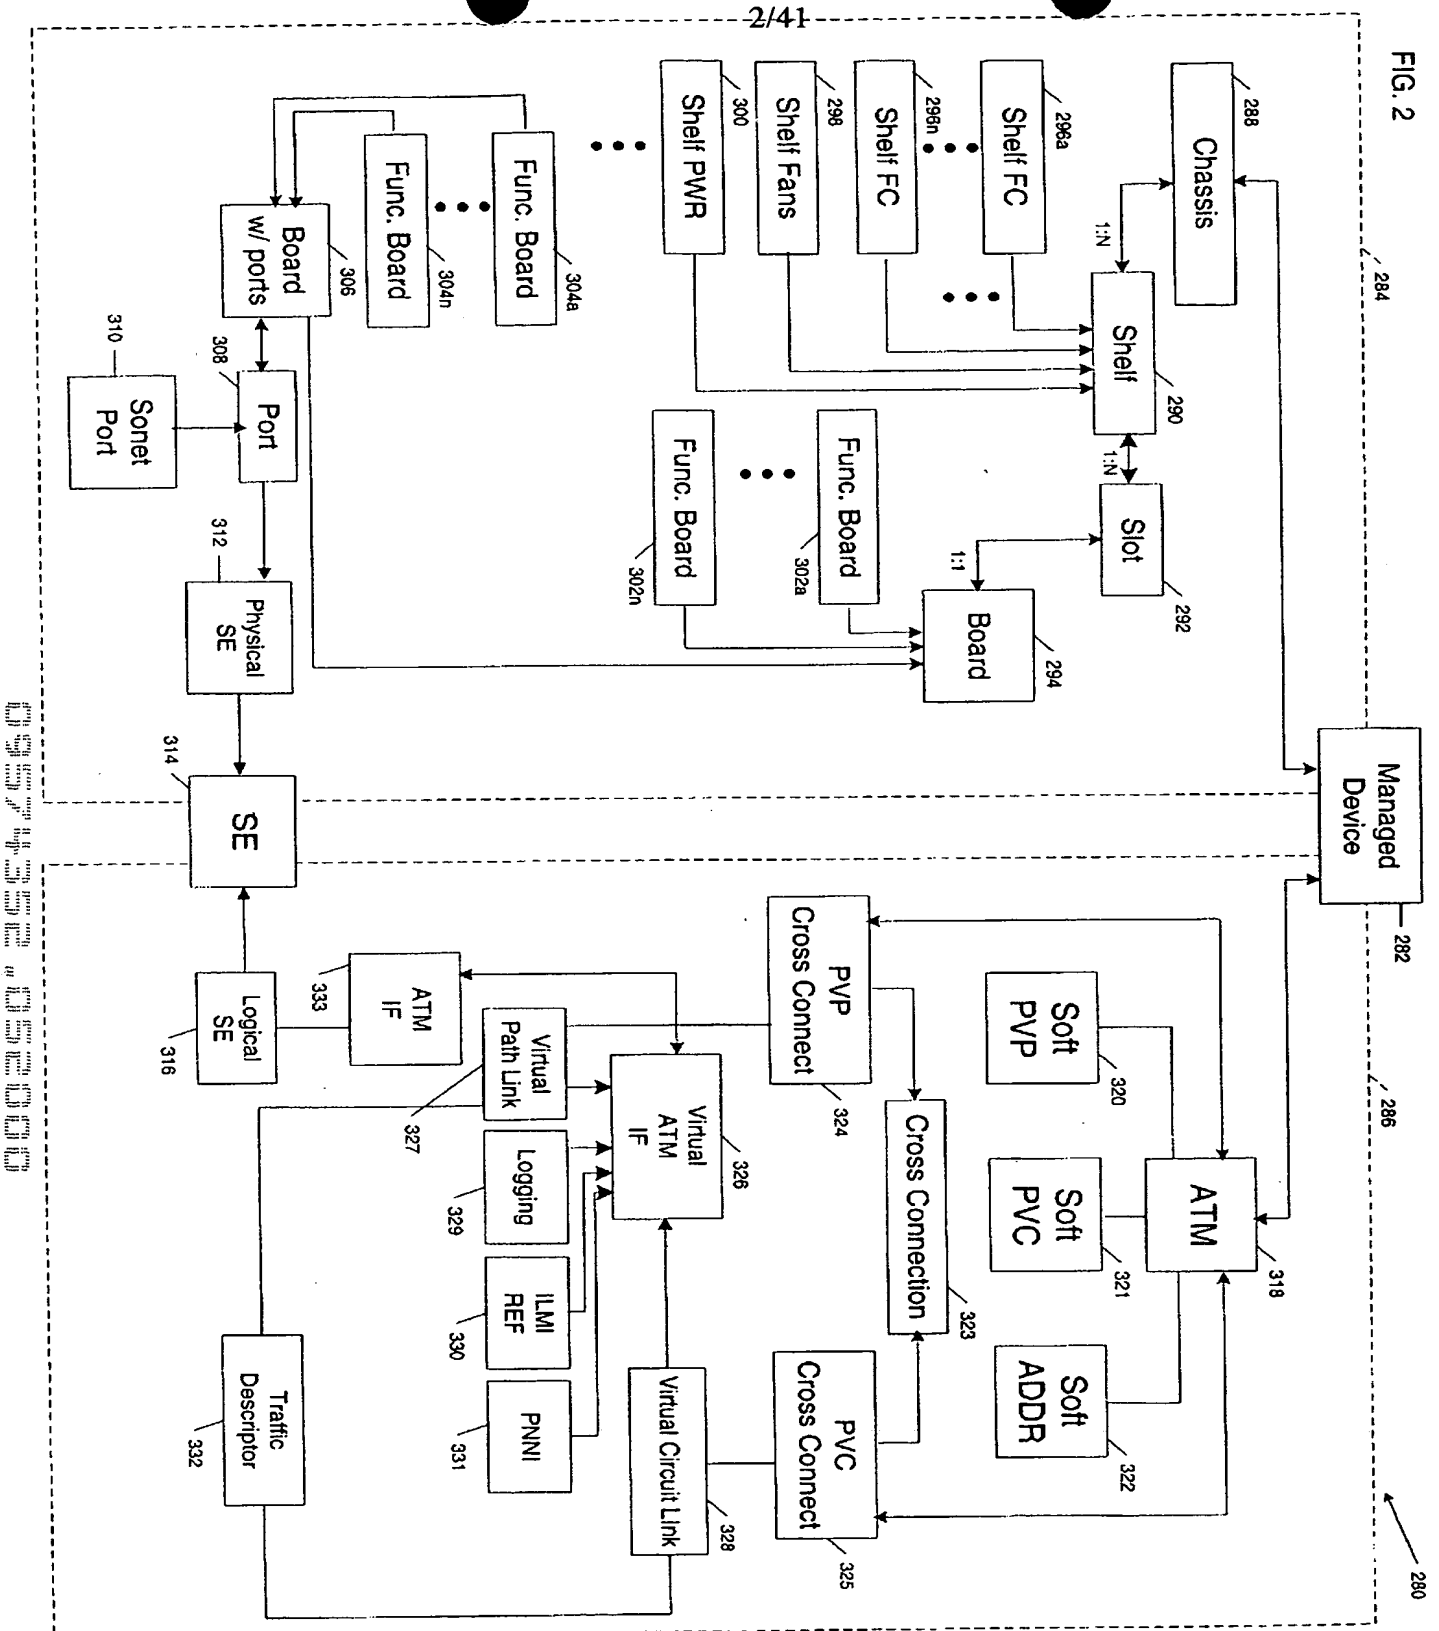 2/41
FIG. 2
280
Managed
Device
282
284
286
288
Chassis
1:N
296a
Shelf FC
296n
Shelf FC
298
Shelf Fans
300
Shelf PWR
Shelf
290
1:N
Slot
292
1:1
Board
294
Func. Board
302a
Func. Board
302n
Func. Board
304a
Func. Board
304n
Board
w/ ports
306
308
Port
310
Sonet
Port
312
Physical
SE
314
SE
Logical
SE
316
ATM
IF
333
ATM
318
Soft
PVP
320
Soft
PVC
321
Soft
ADDR
322
Cross Connection
323
PVP
Cross Connect
324
PVC
Cross Connect
325
Virtual
ATM
IF
326
Virtual
Path Link
327
Virtual Circuit Link
328
Logging
329
ILMI
REF
330
PNNI
331
Traffic
Descriptor
332
09574352.052000